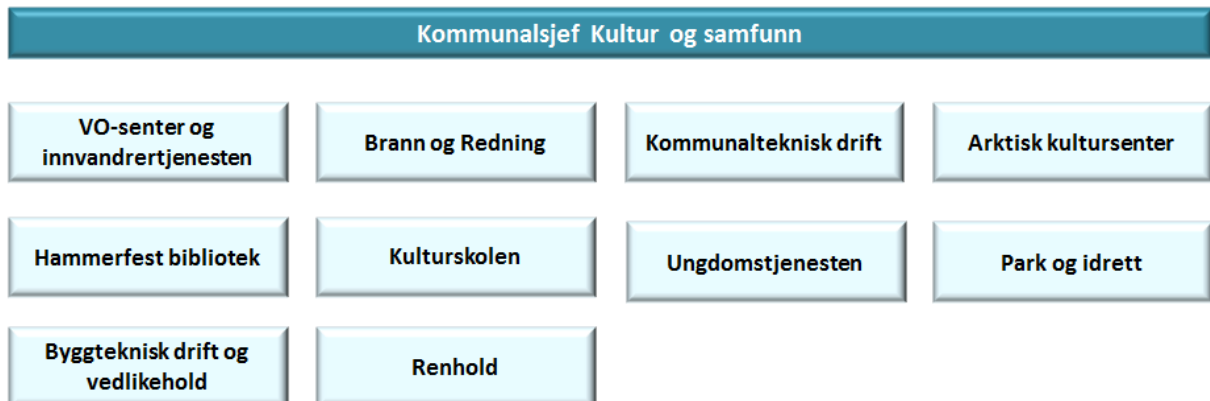 Kommunalsjef Kultur og samfunn
VO-senter og
innvandrertjenesten
Brann og Redning
Kommunalteknisk drift
Arktisk kultursenter
Hammerfest bibliotek
Kulturskolen
Ungdomstjenesten
Park og idrett
Byggteknisk drift og
vedlikehold
Renhold